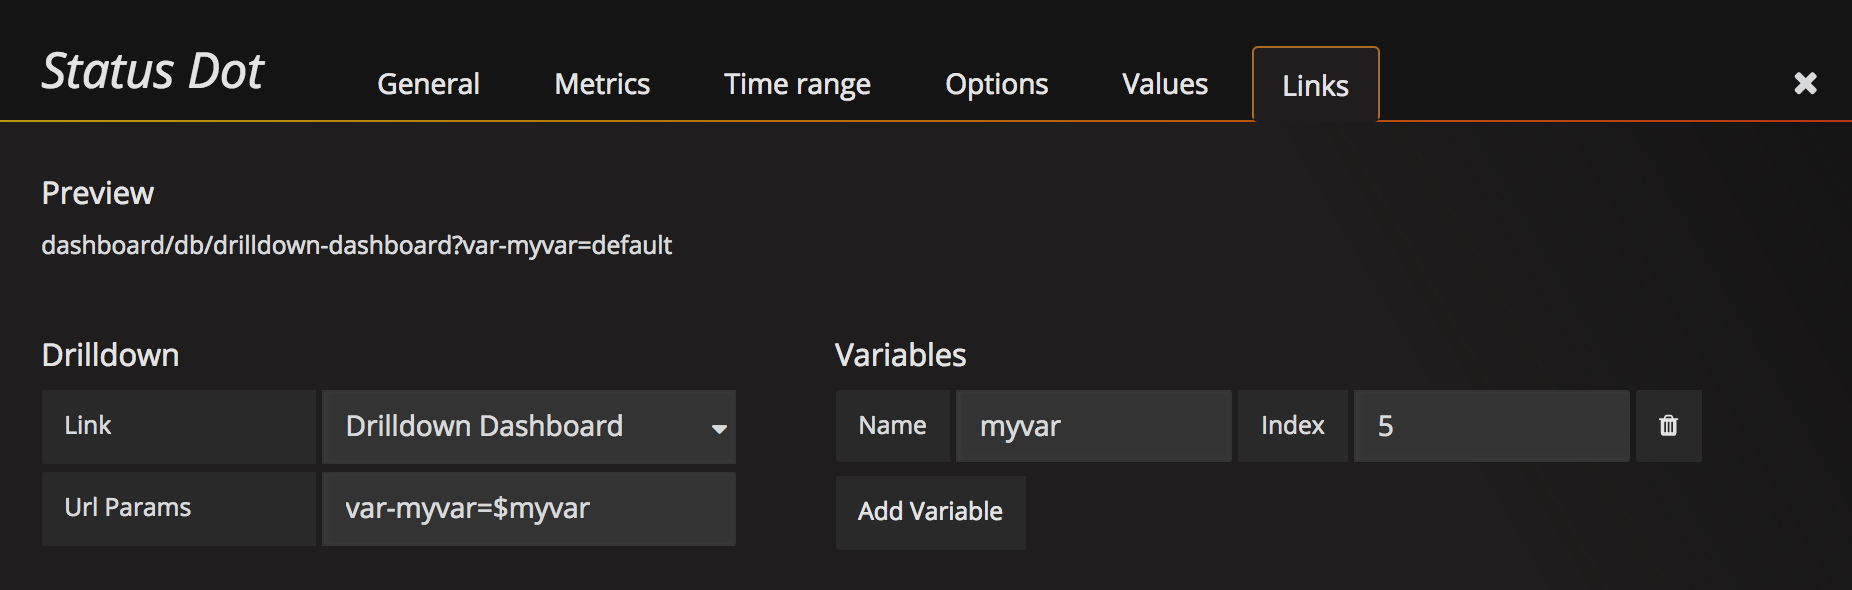 Status Dot General Metrics Time range Options Values Links
Preview
dashboard/db/drilldown-dashboard?var-myvar=default
Drilldown
Link Drilldown Dashboard
Url Params var-myvar=$myvar
Variables
Name myvar Index 5
Add Variable